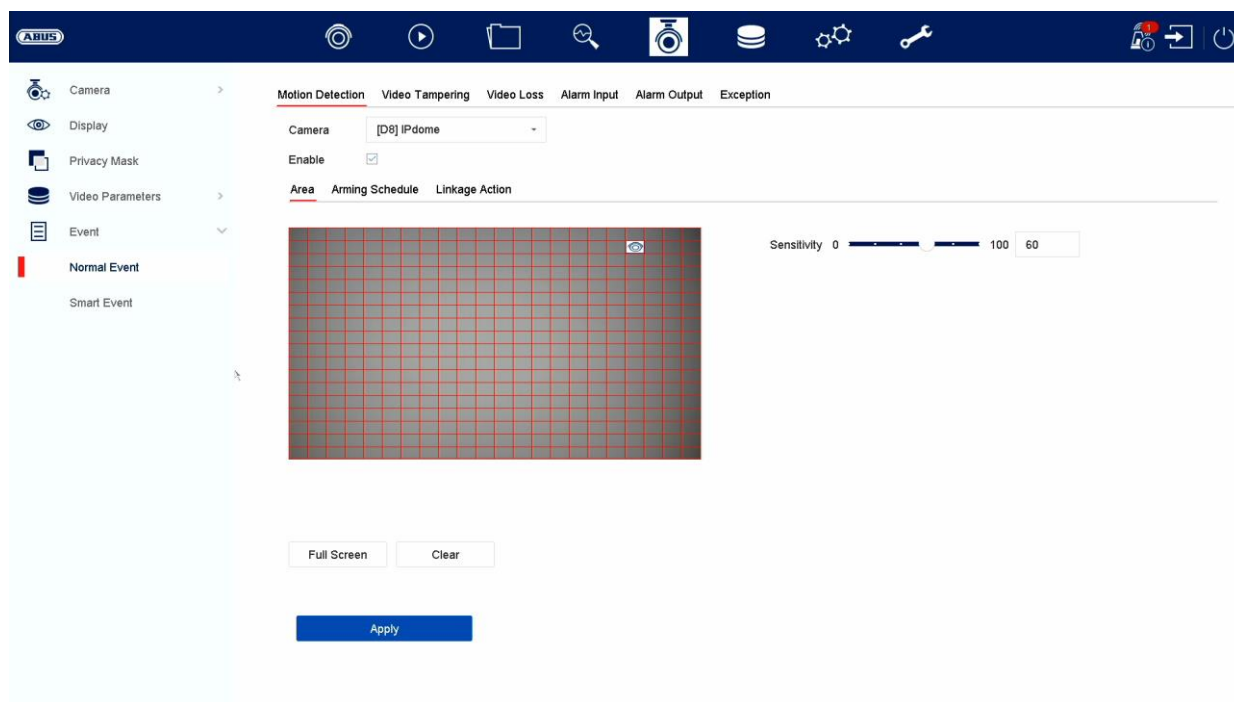 ABUS
1
Camera
Display
Privacy Mask
Video Parameters
Event
Normal Event
Smart Event
Motion Detection Video Tampering Video Loss Alarm Input Alarm Output Exception
Camera [D8] IPdome
Enable
Area Arming Schedule Linkage Action
Sensitivity 0 100 60
Full Screen Clear
Apply